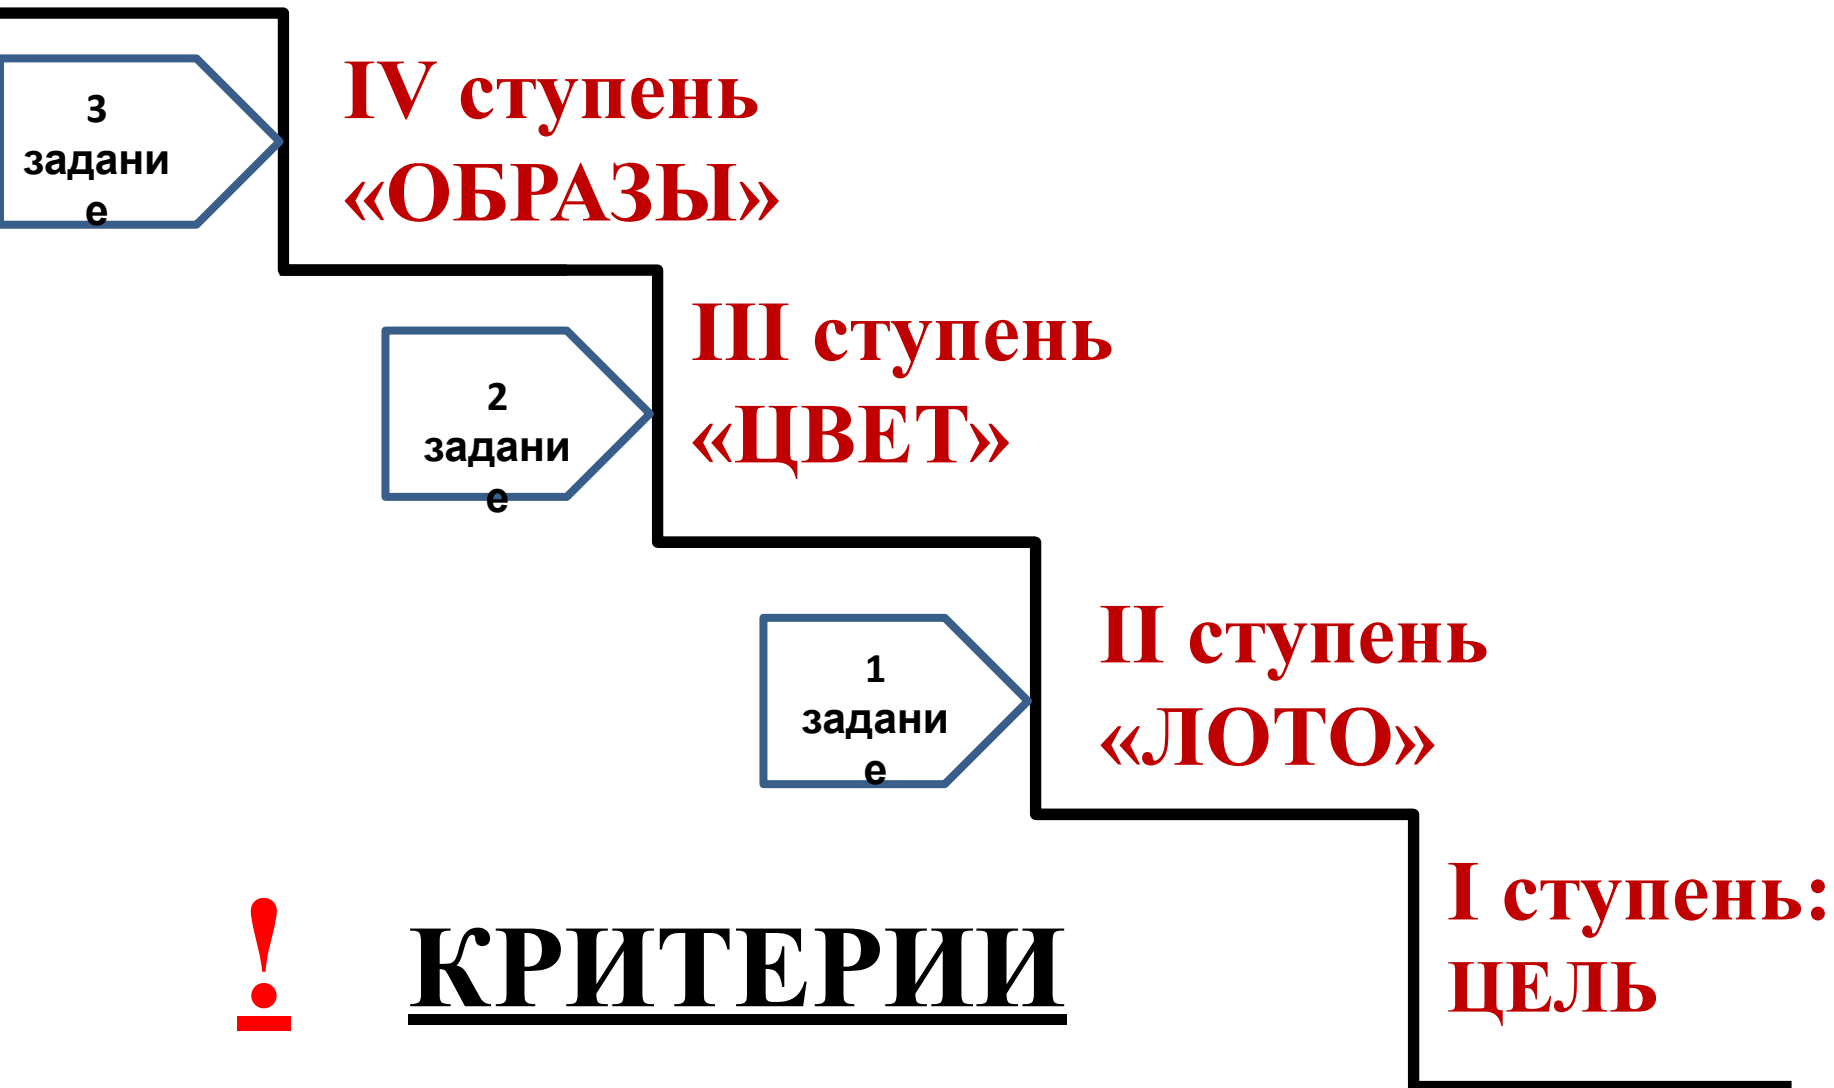 3
задани
е
IV ступень
«ОБРАЗЫ»
2
задани
е
III ступень
«ЦВЕТ»
1
задани
е
II ступень
«ЛОТО»
I ступень:
ЦЕЛЬ
! КРИТЕРИИ